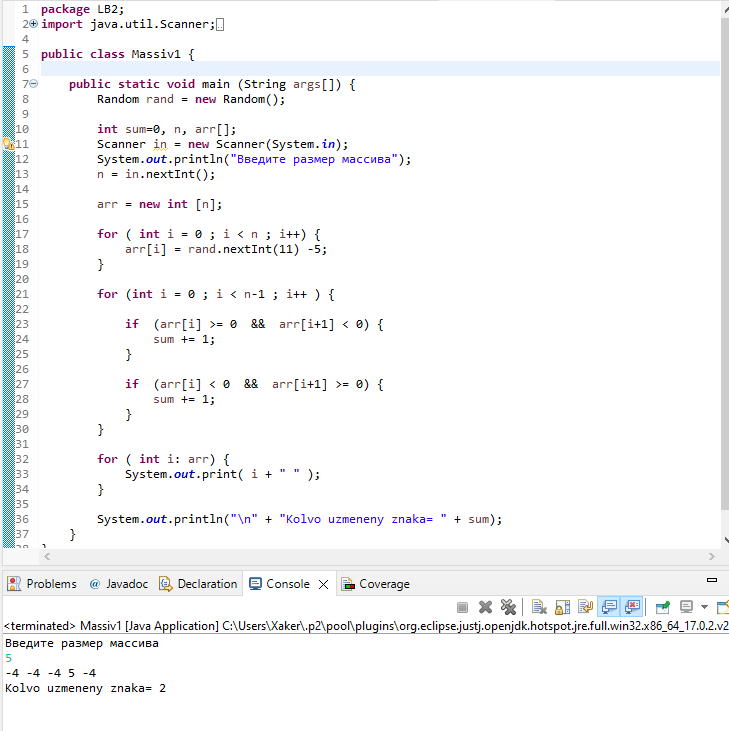 1 package LB2;
2 import java.util.Scanner;
4
5 public class Massiv1 {
6
7 public static void main (String args[]) {
8 Random rand = new Random();
9
10 int sum=0, n, arr[];
11 Scanner in = new Scanner(System.in);
12 System.out.println("Введите размер массива");
13 n = in.nextInt();
14
15 arr = new int [n];
16
17 for ( int i = 0 ; i < n ; i++) {
18 arr[i] = rand.nextInt(11) -5;
19 }
20
21 for (int i = 0 ; i < n-1 ; i++ ) {
22
23 if (arr[i] >= 0 && arr[i+1] < 0) {
24 sum += 1;
25 }
26
27 if (arr[i] < 0 && arr[i+1] >= 0) {
28 sum += 1;
29 }
30 }
31
32 for ( int i: arr) {
33 System.out.print( i + " " );
34 }
35
36 System.out.println("\n" + "Kolvo uzmeneny znaka= " + sum);
37 }
38 }
Problems @ Javadoc Declaration Console Coverage
<terminated> Massiv1 [Java Application] C:\Users\Xaker\.p2\pool\plugins\org.eclipse.justj.openjdk.hotspot.jre.full.win32.x86_64_17.0.2.v2
Введите размер массива
5
-4 -4 -4 5 -4
Kolvo uzmeneny znaka= 2